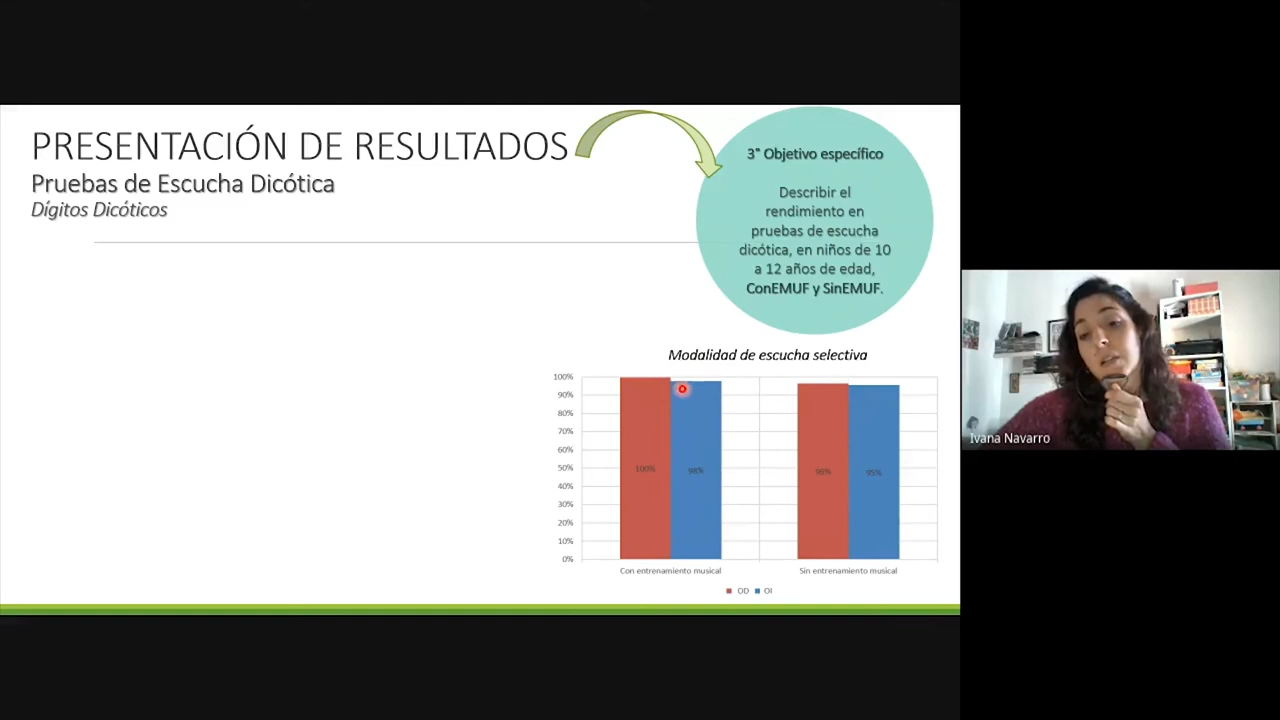 PRESENTACIÓN DE RESULTADOS
Pruebas de Escucha Dicótica
Dígitos Dicóticos
3° Objetivo específico
Describir el
rendimiento en
pruebas de escucha
dicótica, en niños de 10
a 12 años de edad,
ConEMUF y SinEMUF.
Modalidad de escucha selectiva
100%
90%
80%
70%
60%
50%
40%
30%
20%
10%
0%
100%
98%
96%
95%
Con entrenamiento musical
Sin entrenamiento musical
OD OI
Ivana Navarro